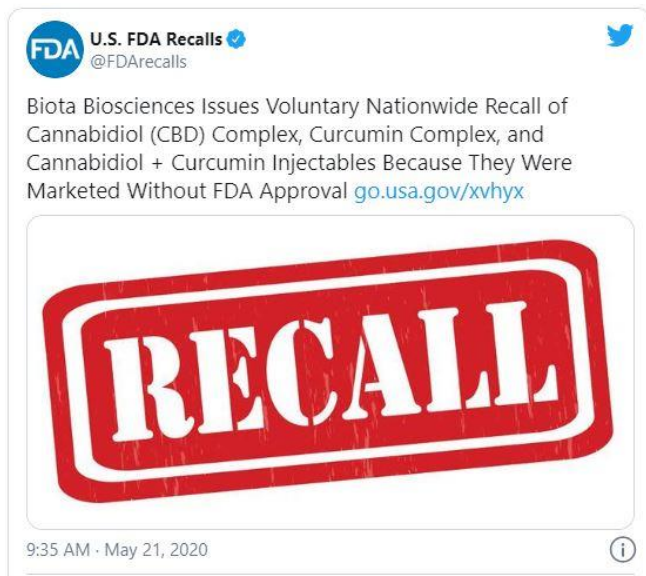 FDA
U.S. FDA Recalls
@FDArecalls
Biota Biosciences Issues Voluntary Nationwide Recall of
Cannabidiol (CBD) Complex, Curcumin Complex, and
Cannabidiol + Curcumin Injectables Because They Were
Marketed Without FDA Approval go.usa.gov/xvhyx
RECALL
9:35 AM · May 21, 2020